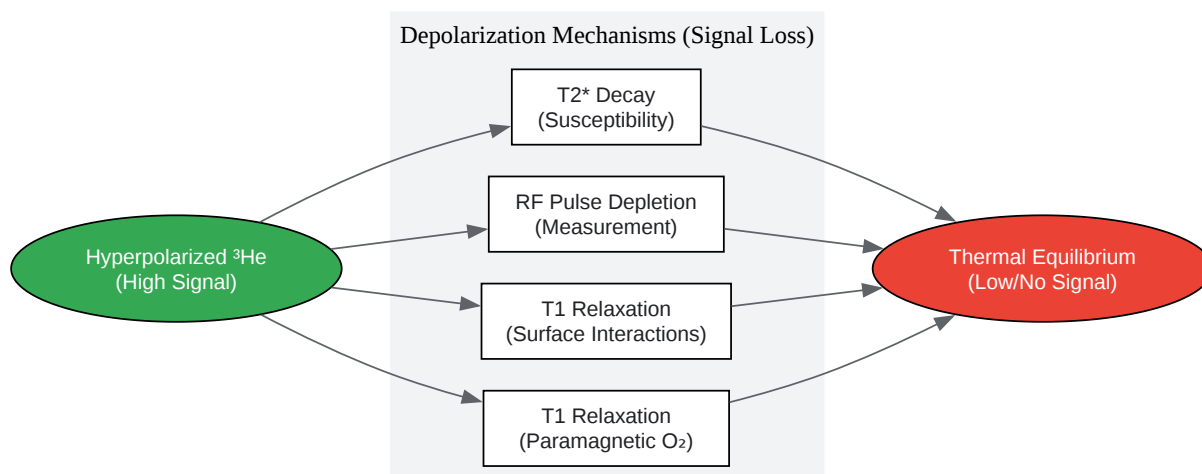 Depolarization Mechanisms (Signal Loss)
T2* Decay
(Susceptibility)
RF Pulse Depletion
(Measurement)
Hyperpolarized ³He
(High Signal)
Thermal Equilibrium
(Low/No Signal)
T1 Relaxation
(Surface Interactions)
T1 Relaxation
(Paramagnetic O₂)